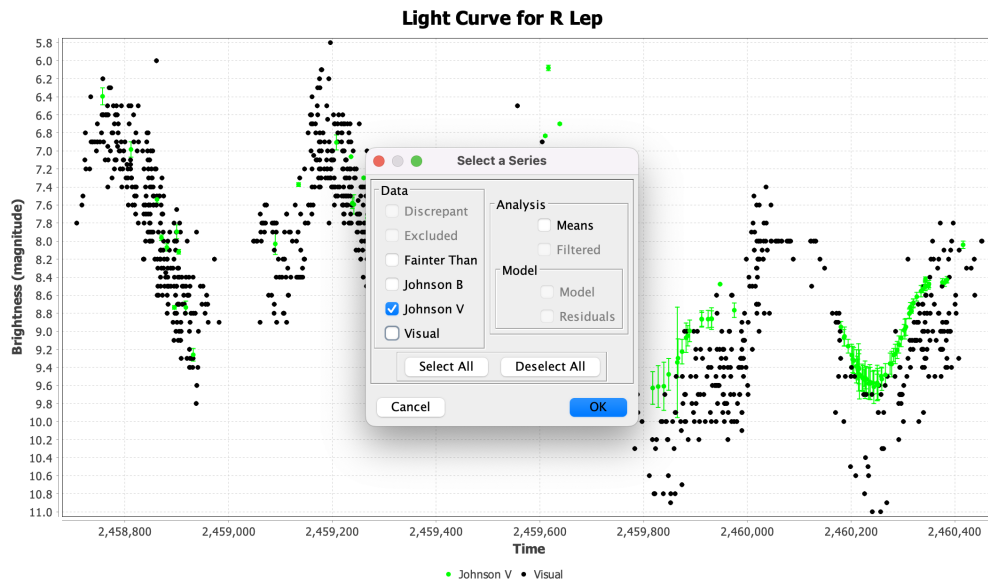 Light Curve for R Lep
Brightness (magnitude)
5.8
6.0
6.2
6.4
6.6
6.8
7.0
7.2
7.4
7.6
7.8
8.0
8.2
8.4
8.6
8.8
9.0
9.2
9.4
9.6
9.8
10.0
10.2
10.4
10.6
10.8
11.0
Select a Series
Data
Discrepant
Excluded
Fainter Than
Johnson B
Johnson V
Visual
Analysis
Means
Filtered
Model
Model
Residuals
Select All Deselect All
Cancel OK
2,458,800 2,459,000 2,459,200 2,459,400 2,459,600 2,459,800 2,460,000 2,460,200 2,460,400
Time
Johnson V Visual